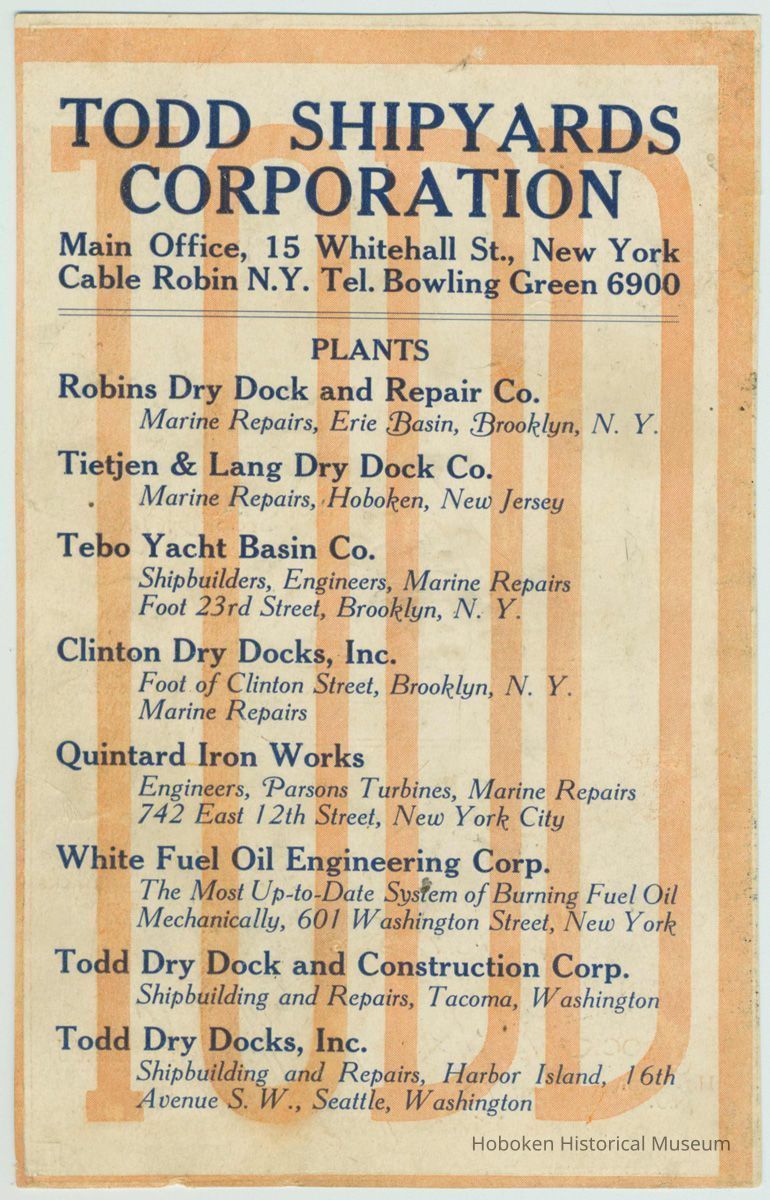 TODD SHIPYARDS
CORPORATION
Main Office, 15 Whitehall St., New York
Cable Robin N.Y. Tel. Bowling Green 6900
PLANTS
Robins Dry Dock and Repair Co.
Marine Repairs, Erie Basin, Brooklyn, N. Y.
Tietjen & Lang Dry Dock Co.
Marine Repairs, Hoboken, New Jersey
Tebo Yacht Basin Co.
Shipbuilders, Engineers, Marine Repairs
Foot 23rd Street, Brooklyn, N. Y.
Clinton Dry Docks, Inc.
Foot of Clinton Street, Brooklyn, N. Y.
Marine Repairs
Quintard Iron Works
Engineers, Parsons Turbines, Marine Repairs
742 East 12th Street, New York City
White Fuel Oil Engineering Corp.
The Most Up-to-Date System of Burning Fuel Oil
Mechanically, 601 Washington Street, New York
Todd Dry Dock and Construction Corp.
Shipbuilding and Repairs, Tacoma, Washington
Todd Dry Docks, Inc.
Shipbuilding and Repairs, Harbor Island, 16th
Avenue S. W., Seattle, Washington
TODD
Hoboken Historical Museum